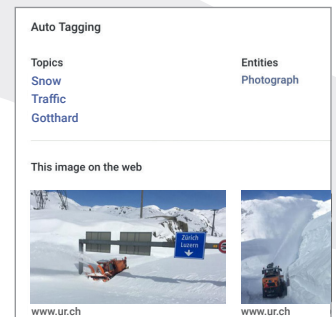 Auto Tagging
Topics
Entities
Snow
Photograph
Traffic
Gotthard
This image on the web
Zürich
Luzern
www.ur.ch
www.ur.ch